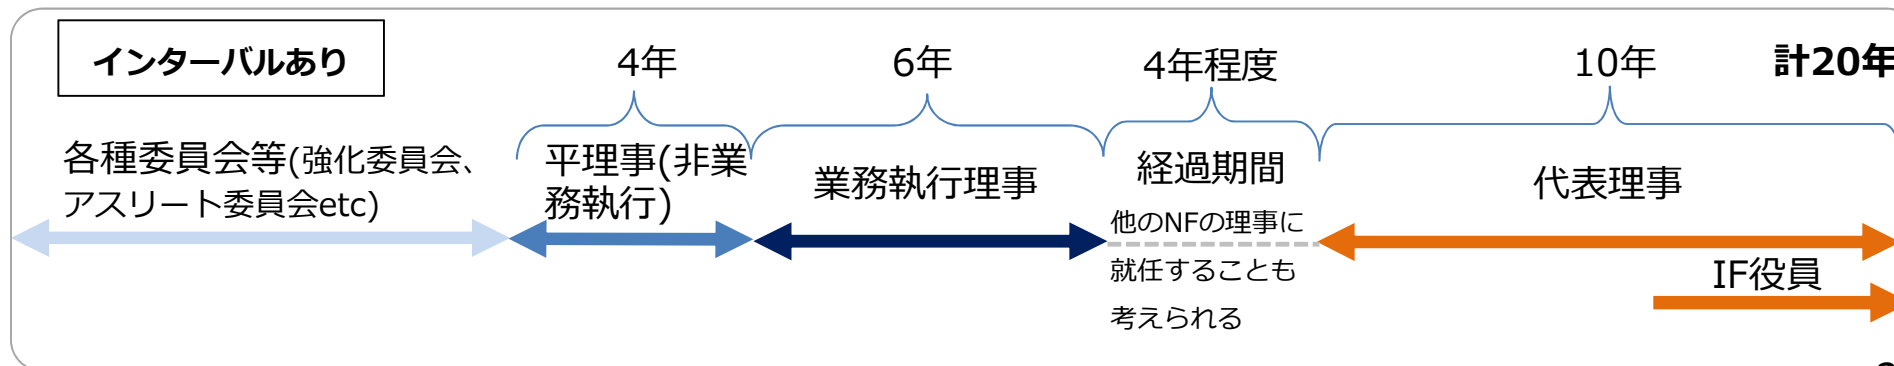 インターバルあり
4年
6年
4年程度
10年
計20年
各種委員会等(強化委員会、
アスリート委員会etc)
平理事(非業
務執行)
業務執行理事
経過期間
他のNFの理事に
就任することも
考えられる
代表理事
IF役員